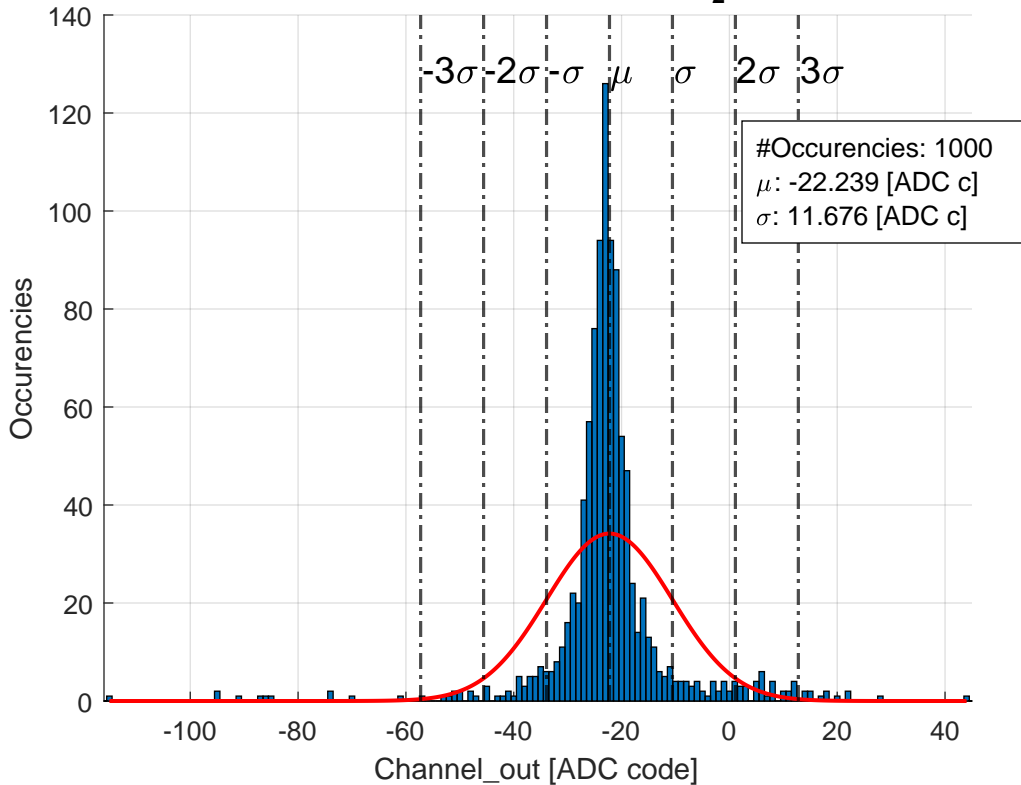 2
140
120
100
80
60
40
20
0
-3σ -2σ -σ μ σ 2σ 3σ
#Occurencies: 1000
μ: -22.239 [ADC c]
σ: 11.676 [ADC c]
Occurencies
-100 -80 -60 -40 -20 0 20 40
Channel_out [ADC code]